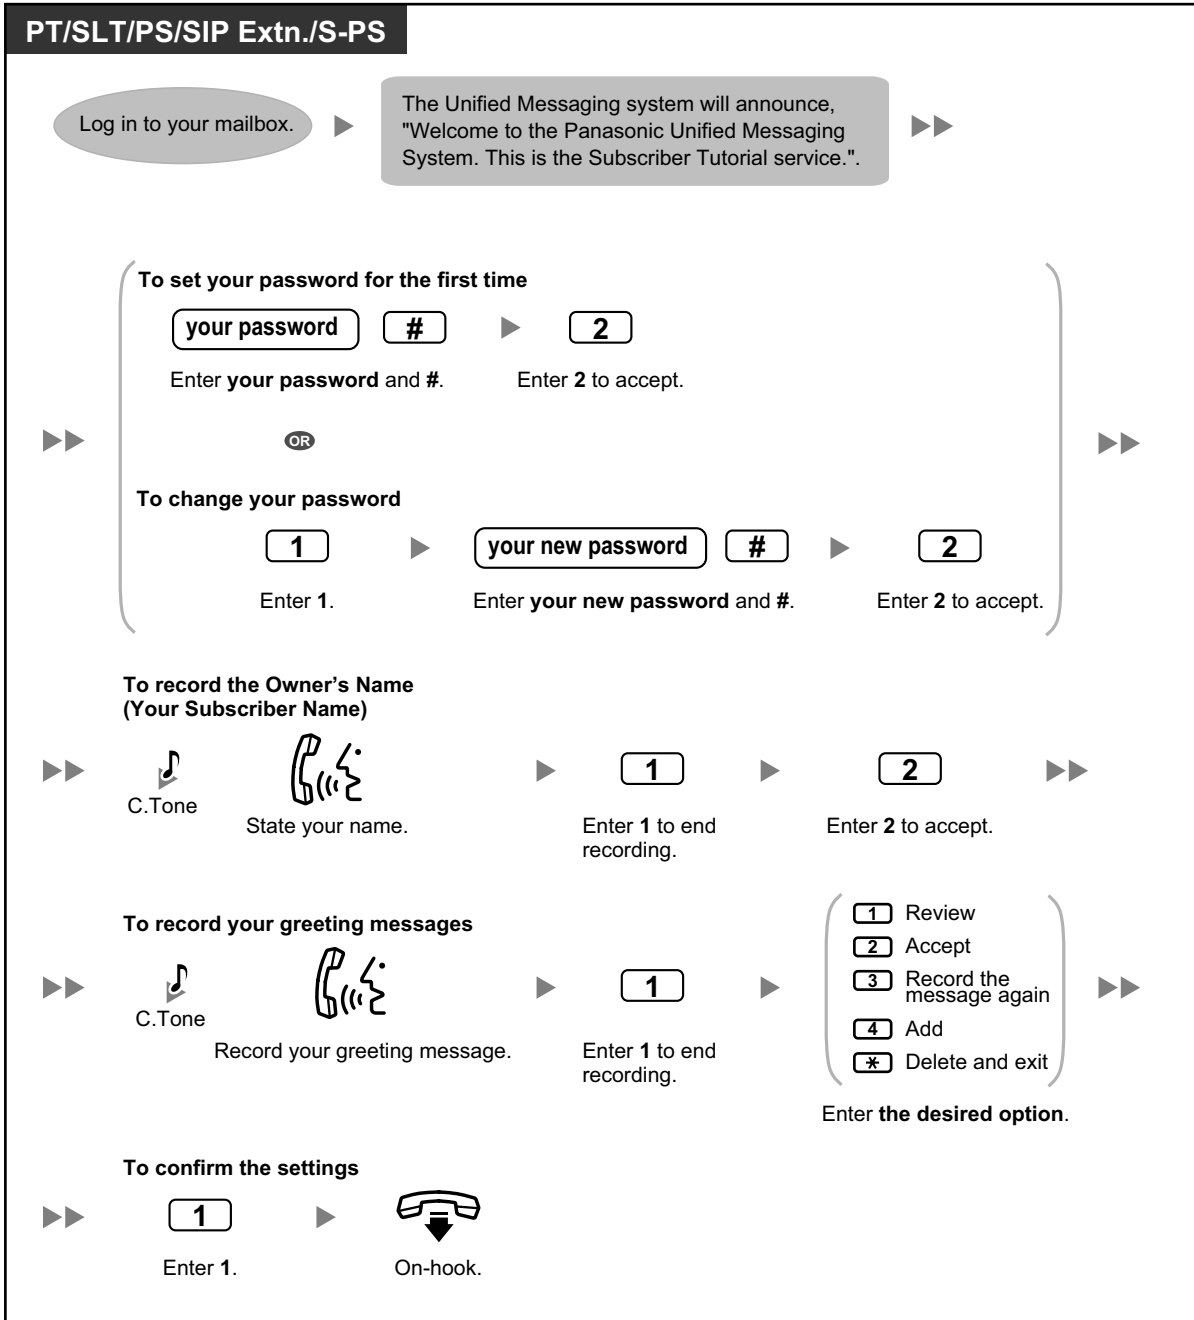 PT/SLT/PS/SIP Extn./S-PS
Log in to your mailbox.
The Unified Messaging system will announce,
"Welcome to the Panasonic Unified Messaging
System. This is the Subscriber Tutorial service.".
To set your password for the first time
your password # 2
Enter your password and #. Enter 2 to accept.
OR
To change your password
1 your new password # 2
Enter 1. Enter your new password and #. Enter 2 to accept.
To record the Owner's Name
(Your Subscriber Name)
1 2
C.Tone
State your name. Enter 1 to end Enter 2 to accept.
recording.
To record your greeting messages
1
C.Tone
Record your greeting message. Enter 1 to end
recording.
1 Review
2 Accept
3 Record the
message again
4 Add
* Delete and exit
Enter the desired option.
To confirm the settings
1
Enter 1. On-hook.